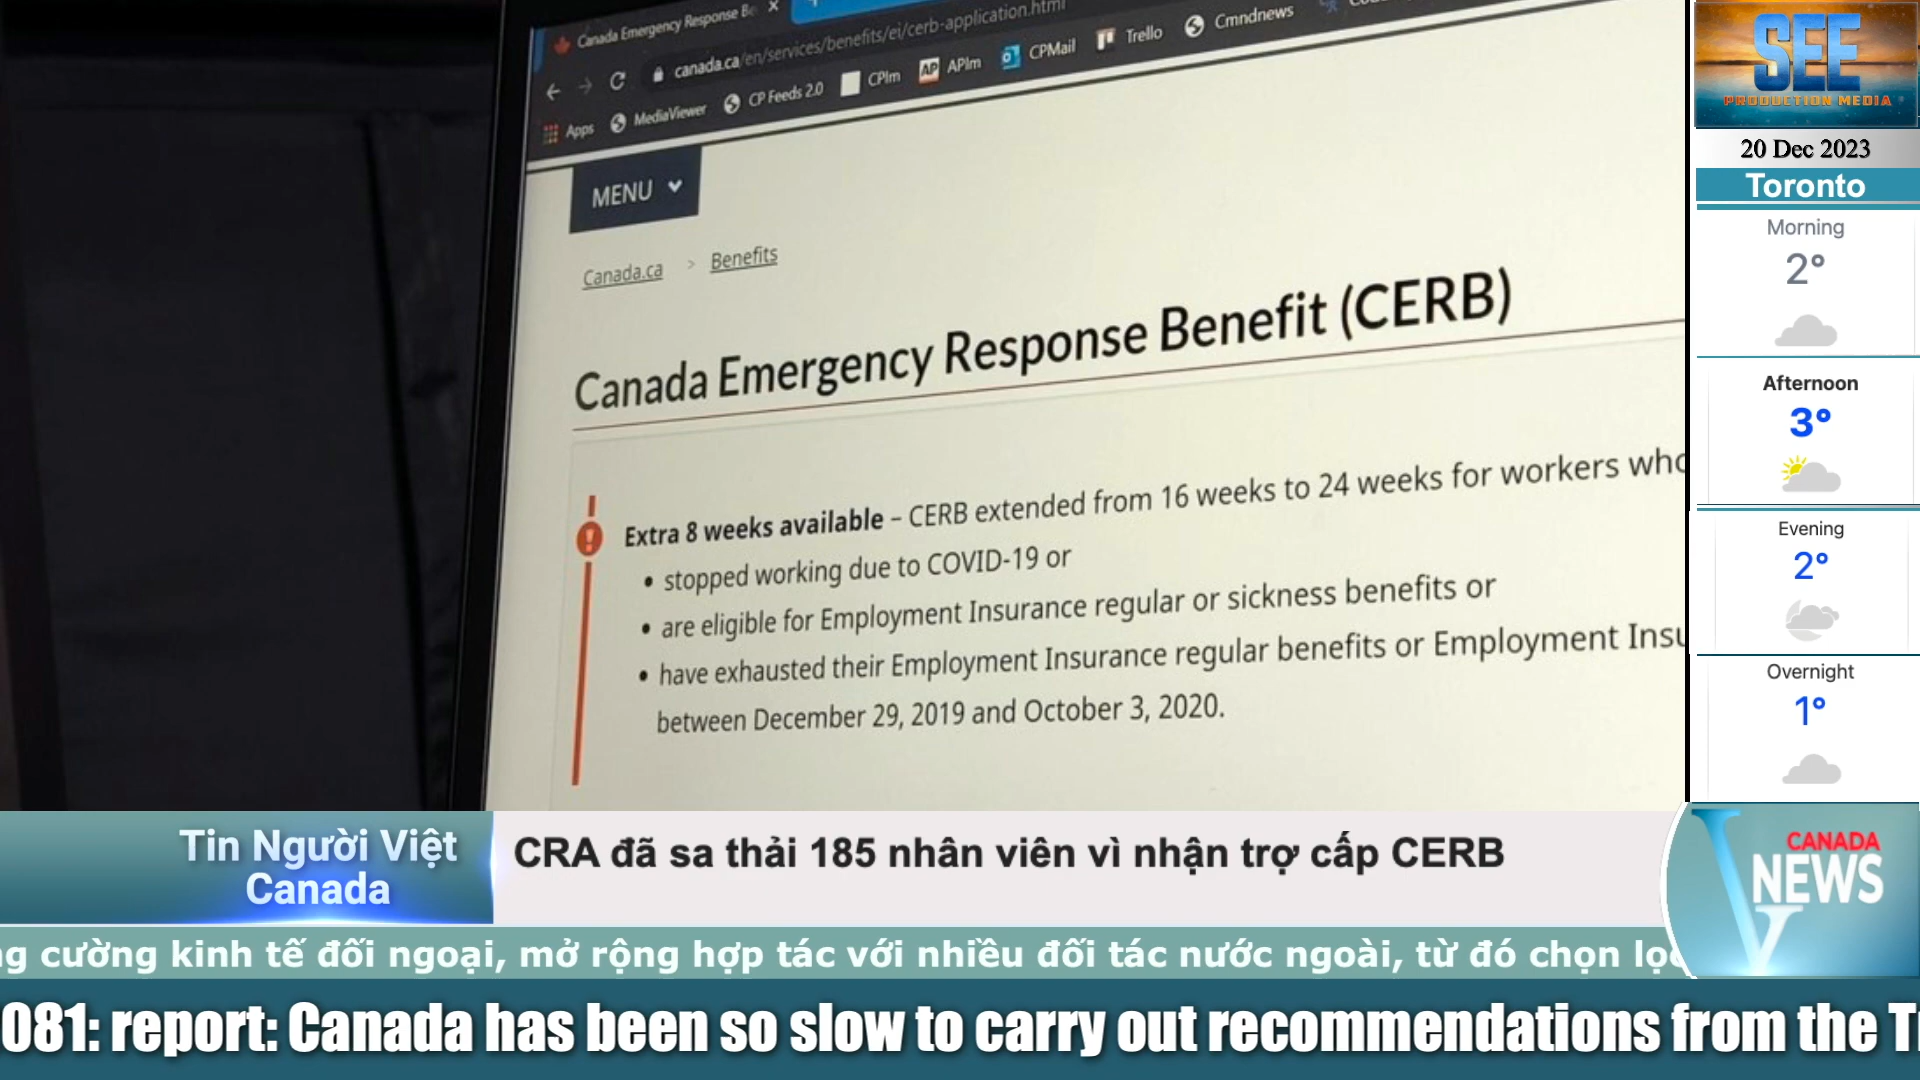 Canada Emergency Response Be
canada.ca/en/services/benefits/ei/cerb-application.html
Apps MediaViewer CP Feeds 2.0 CPIm AP APIm CPMail Trello Cmndnews
MENU
Canada.ca > Benefits
Canada Emergency Response Benefit (CERB)
Extra 8 weeks available – CERB extended from 16 weeks to 24 weeks for workers who
• stopped working due to COVID-19 or
• are eligible for Employment Insurance regular or sickness benefits or
• have exhausted their Employment Insurance regular benefits or Employment Insu
between December 29, 2019 and October 3, 2020.
SEE
PRODUCTION MEDIA
20 Dec 2023
Toronto
Morning
2°
Afternoon
3°
Evening
2°
Overnight
1°
Tin Người Việt
Canada
CRA đã sa thải 185 nhân viên vì nhận trợ cấp CERB
V CANADA
NEWS
ng cường kinh tế đối ngoại, mở rộng hợp tác với nhiều đối tác nước ngoài, từ đó chọn lọc
081: report: Canada has been so slow to carry out recommendations from the T